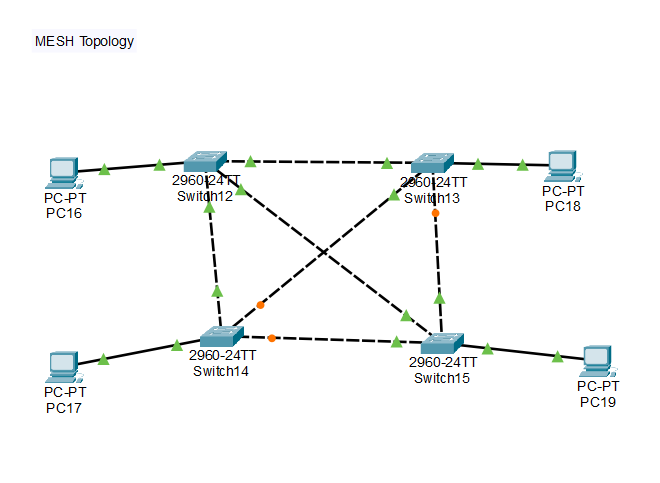 MESH Topology
2960-24TT
Switch12
2960-24TT
Switch13
PC-PT
PC16
PC-PT
PC18
2960-24TT
Switch14
2960-24TT
Switch15
PC-PT
PC17
PC-PT
PC19